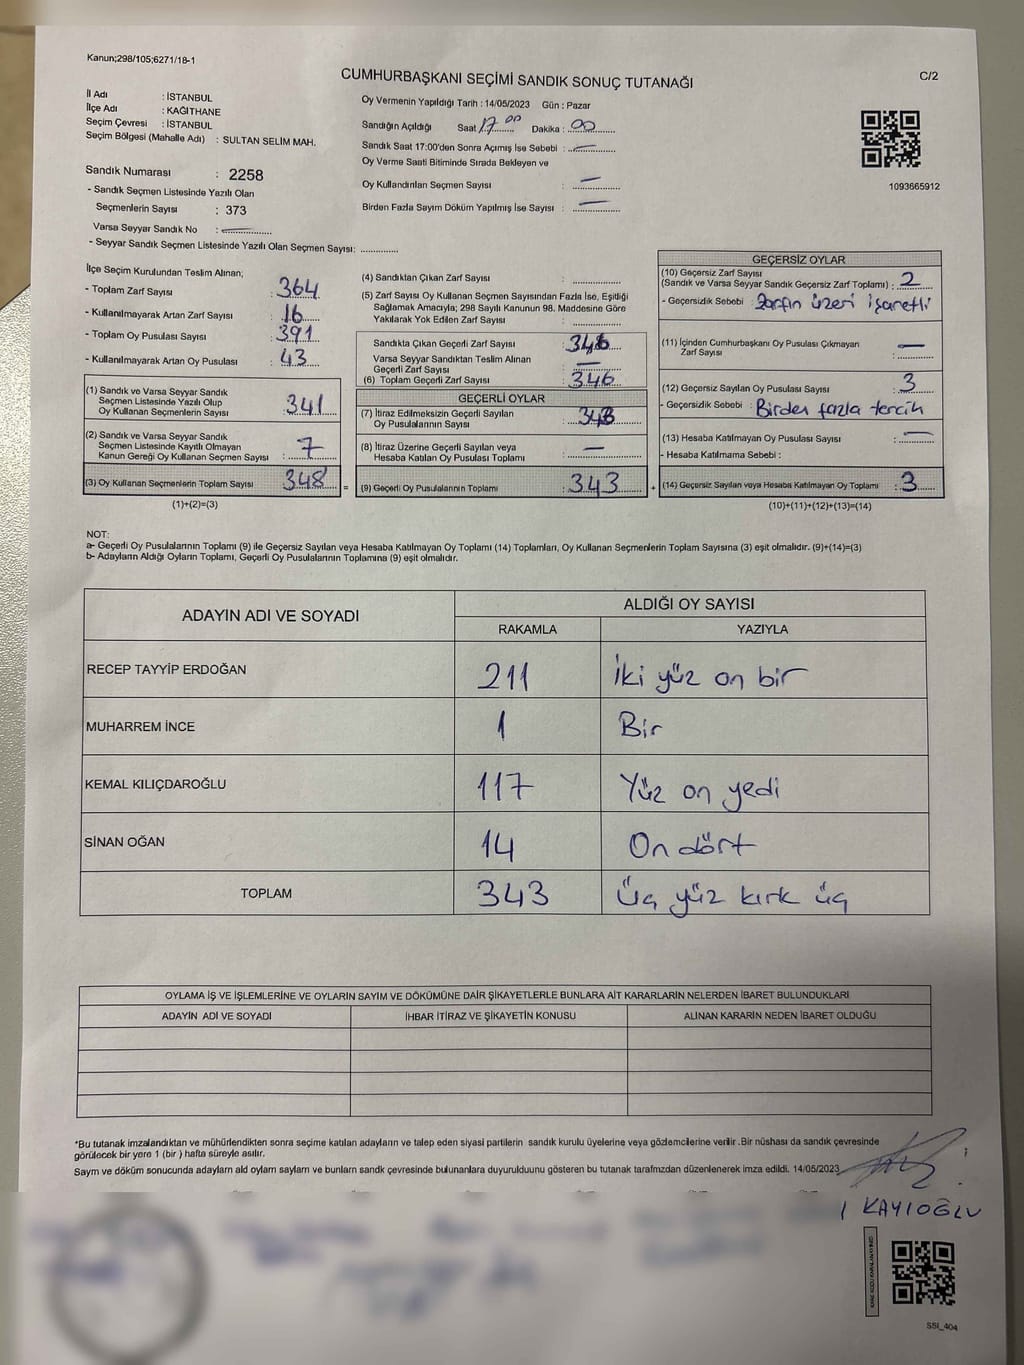 Kanun;298/105;6271/18-1
CUMHURBAŞKANI SEÇİMİ SANDIK SONUÇ TUTANAĞI
C/2
İl Adı : İSTANBUL
İlçe Adı : KAĞITHANE
Seçim Çevresi : İSTANBUL
Seçim Bölgesi (Mahalle Adı) : SULTAN SELİM MAH.
Sandık Numarası : 2258
- Sandık Seçmen Listesinde Yazılı Olan
Seçmenlerin Sayısı : 373
Varsa Seyyar Sandık No :
- Seyyar Sandık Seçmen Listesinde Yazılı Olan Seçmen Sayısı: ..............
Oy Vermenin Yapıldığı Tarih : 14/05/2023 Gün : Pazar
Sandığın Açıldığı Saat 17.00 Dakika : 00
Sandık Saat 17:00'den Sonra Açımış İse Sebebi : —
Oy Verme Saati Bitiminde Sırada Bekleyen ve
Oy Kullandırılan Seçmen Sayısı : —
Birden Fazla Sayım Döküm Yapılmış İse Sayısı : —
1093665912
İlçe Seçim Kurulundan Teslim Alınan;
- Toplam Zarf Sayısı : 364
- Kullanılmayarak Artan Zarf Sayısı : 16
- Toplam Oy Pusulası Sayısı : 391
- Kullanılmayarak Artan Oy Pusulası : 43
(1) Sandık ve Varsa Seyyar Sandık
Seçmen Listesinde Yazılı Olup
Oy Kullanan Seçmenlerin Sayısı : 341
(2) Sandık ve Varsa Seyyar Sandık
Seçmen Listesinde Kayıtlı Olmayan
Kanun Gereği Oy Kullanan Seçmen Sayısı : 7
(3) Oy Kullanan Seçmenlerin Toplam Sayısı : 348 =
(1)+(2)=(3)
(4) Sandıktan Çıkan Zarf Sayısı :
(5) Zarf Sayısı Oy Kullanan Seçmen Sayısından Fazla İse, Eşitliği
Sağlamak Amacıyla; 298 Sayılı Kanunun 98. Maddesine Göre
Yakılarak Yok Edilen Zarf Sayısı :
Sandıkta Çıkan Geçerli Zarf Sayısı : 346
Varsa Seyyar Sandıktan Teslim Alınan
Geçerli Zarf Sayısı : —
(6) Toplam Geçerli Zarf Sayısı : 346
GEÇERLİ OYLAR
(7) İtiraz Edilmeksizin Geçerli Sayılan
Oy Pusulalarının Sayısı : 343
(8) İtiraz Üzerine Geçerli Sayılan veya
Hesaba Katılan Oy Pusulası Toplamı : —
(9) Geçerli Oy Pusulalarının Toplamı : 343 +
GEÇERSİZ OYLAR
(10) Geçersiz Zarf Sayısı
(Sandık ve Varsa Seyyar Sandık Geçersiz Zarf Toplamı) : 2
- Geçersizlik Sebebi : Zarfın üzeri işaretli
(11) İçinden Cumhurbaşkanı Oy Pusulası Çıkmayan
Zarf Sayısı : —
(12) Geçersiz Sayılan Oy Pusulası Sayısı : 3
- Geçersizlik Sebebi : Birden fazla tercih
(13) Hesaba Katılmayan Oy Pusulası Sayısı : —
- Hesaba Katılmama Sebebi :
(14) Geçersiz Sayılan veya Hesaba Katılmayan Oy Toplamı : 3
(10)+(11)+(12)+(13)=(14)
NOT:
a- Geçerli Oy Pusulalarının Toplamı (9) ile Geçersiz Sayılan veya Hesaba Katılmayan Oy Toplamı (14) Toplamları, Oy Kullanan Seçmenlerin Toplam Sayısına (3) eşit olmalıdır. (9)+(14)=(3)
b- Adayların Aldığı Oyların Toplamı, Geçerli Oy Pusulalarının Toplamına (9) eşit olmalıdır.
ADAYIN ADI VE SOYADI ALDIĞI OY SAYISI
RAKAMLA YAZIYLA
RECEP TAYYİP ERDOĞAN 211 İki yüz on bir
MUHARREM İNCE 1 Bir
KEMAL KILIÇDAROĞLU 117 Yüz on yedi
SİNAN OĞAN 14 On dört
TOPLAM 343 Üç yüz kırk üç
OYLAMA İŞ VE İŞLEMLERİNE VE OYLARIN SAYIM VE DÖKÜMÜNE DAİR ŞİKAYETLERLE BUNLARA AİT KARARLARIN NELERDEN İBARET BULUNDUKLARI
ADAYIN ADI VE SOYADI İHBAR İTİRAZ VE ŞİKAYETİN KONUSU ALINAN KARARIN NEDEN İBARET OLDUĞU
*Bu tutanak imzalandıktan ve mühürlendikten sonra seçime katılan adayların ve talep eden siyasi partilerin sandık kurulu üyelerine veya gözlemcilerine verilir .Bir nüshası da sandık çevresinde
görülecek bir yere 1 (bir ) hafta süreyle asılır.
Sayım ve döküm sonucunda adayların ald oyların sayların ve bunların sandk çevresinde bulunanlara duyurulduunu gösteren bu tutanak tarafmzdan düzenlenerek imza edildi. 14/05/2023
KAYIOĞLU
SSI_404